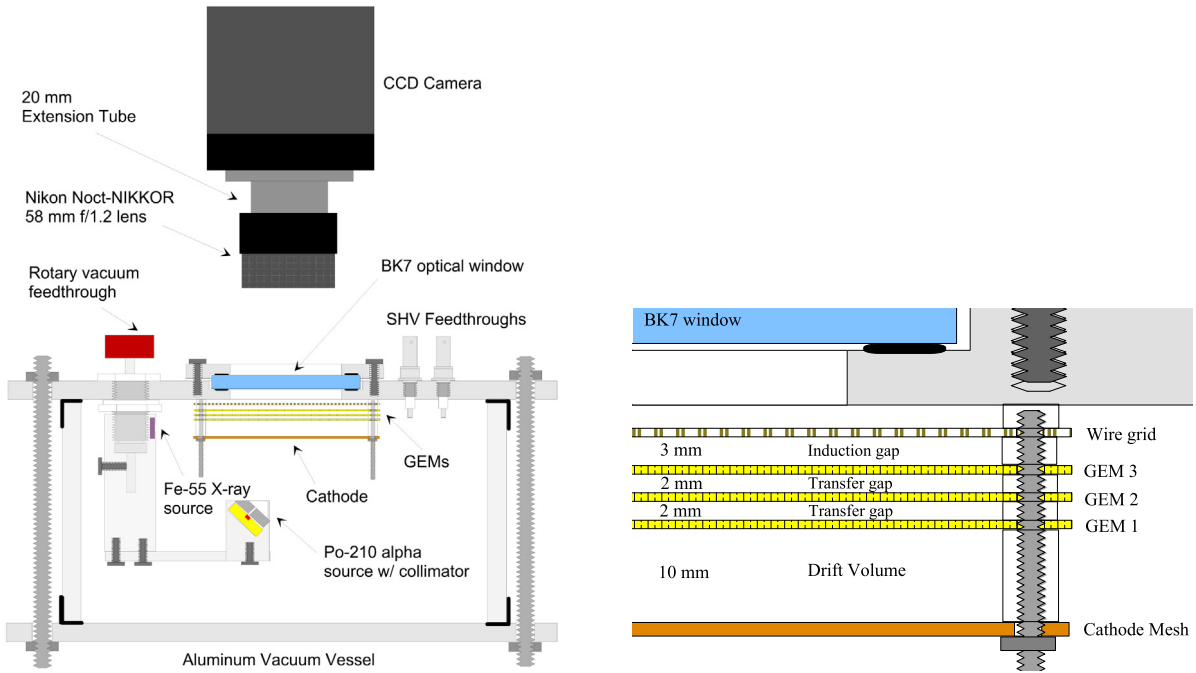 CCD Camera
20 mm
Extension Tube
Nikon Noct-NIKKOR
58 mm f/1.2 lens
BK7 optical window
Rotary vacuum
feedthrough
SHV Feedthroughs
GEMs
Fe-55 X-ray
source
Cathode
Po-210 alpha
source w/ collimator
Aluminum Vacuum Vessel
BK7 window
Wire grid
3 mm Induction gap
GEM 3
2 mm Transfer gap
GEM 2
2 mm Transfer gap
GEM 1
10 mm Drift Volume
Cathode Mesh